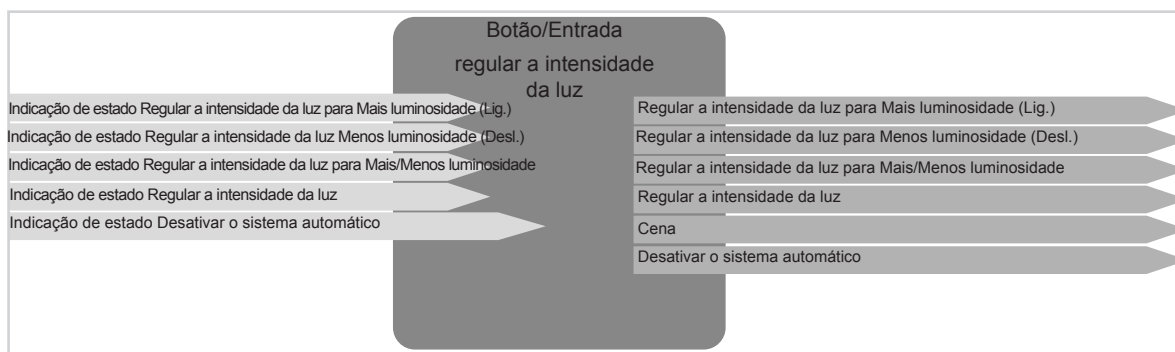 Botão/Entrada
regular a intensidade
da luz
Indicação de estado Regular a intensidade da luz para Mais luminosidade (Lig.)
Indicação de estado Regular a intensidade da luz Menos luminosidade (Desl.)
Indicação de estado Regular a intensidade da luz para Mais/Menos luminosidade
Indicação de estado Regular a intensidade da luz
Indicação de estado Desativar o sistema automático
Regular a intensidade da luz para Mais luminosidade (Lig.)
Regular a intensidade da luz para Menos luminosidade (Desl.)
Regular a intensidade da luz para Mais/Menos luminosidade
Regular a intensidade da luz
Cena
Desativar o sistema automático